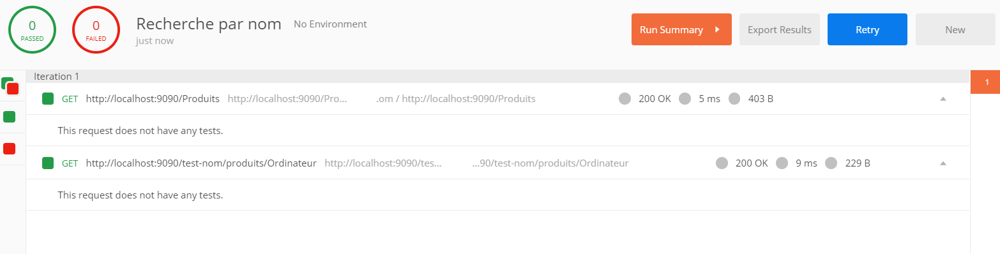 0
PASSED
0
FAILED
Recherche par nom No Environment
just now
Run Summary Export Results Retry New
Iteration 1
1
GET http://localhost:9090/Produits http://localhost:9090/Pro... .om / http://localhost:9090/Produits 200 OK 5 ms 403 B
This request does not have any tests.
GET http://localhost:9090/test-nom/produits/Ordinateur http://localhost:9090/tes... ...90/test-nom/produits/Ordinateur 200 OK 9 ms 229 B
This request does not have any tests.